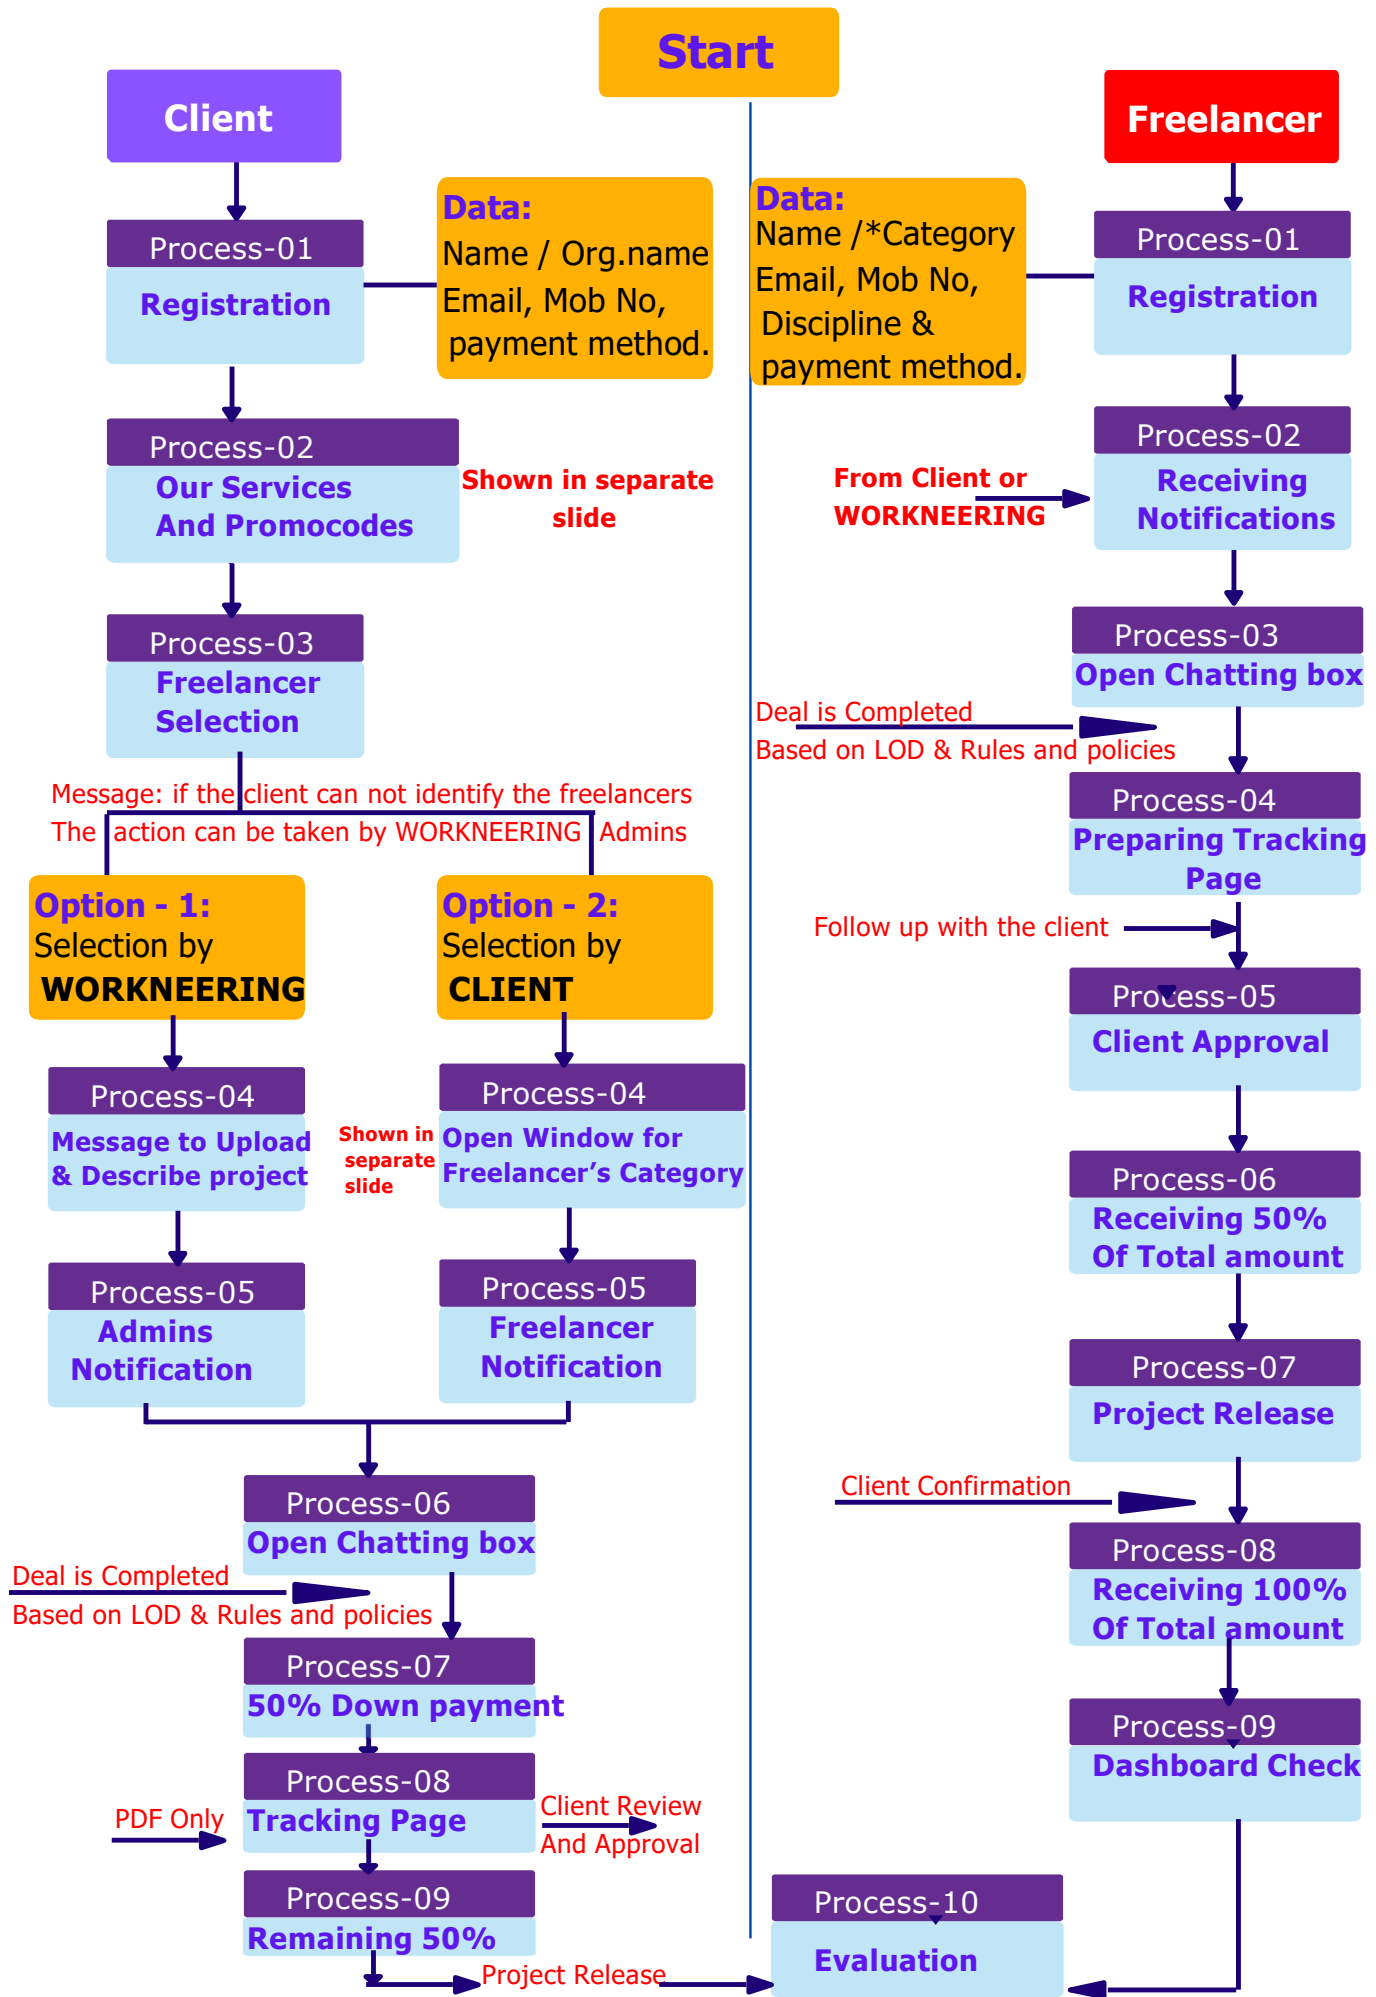 Start
Client
Data:
Name / Org.name
Email, Mob No,
payment method.
Process-01
Registration
Process-02
Our Services
And Promocodes
Shown in separate
slide
Process-03
Freelancer
Selection
Message: if the client can not identify the freelancers
The action can be taken by WORKNEERING Admins
Option - 1:
Selection by
WORKNEERING
Option - 2:
Selection by
CLIENT
Process-04
Message to Upload
& Describe project
Shown in
separate
slide
Process-04
Open Window for
Freelancer’s Category
Process-05
Admins
Notification
Process-05
Freelancer
Notification
Process-06
Open Chatting box
Deal is Completed
Based on LOD & Rules and policies
Process-07
50% Down payment
Process-08
Tracking Page
PDF Only
Client Review
And Approval
Process-09
Remaining 50%
Project Release
Freelancer
Data:
Name /*Category
Email, Mob No,
Discipline &
payment method.
Process-01
Registration
Process-02
Receiving
Notifications
From Client or
WORKNEERING
Process-03
Open Chatting box
Deal is Completed
Based on LOD & Rules and policies
Process-04
Preparing Tracking
Page
Follow up with the client
Process-05
Client Approval
Process-06
Receiving 50%
Of Total amount
Process-07
Project Release
Client Confirmation
Process-08
Receiving 100%
Of Total amount
Process-09
Dashboard Check
Process-10
Evaluation